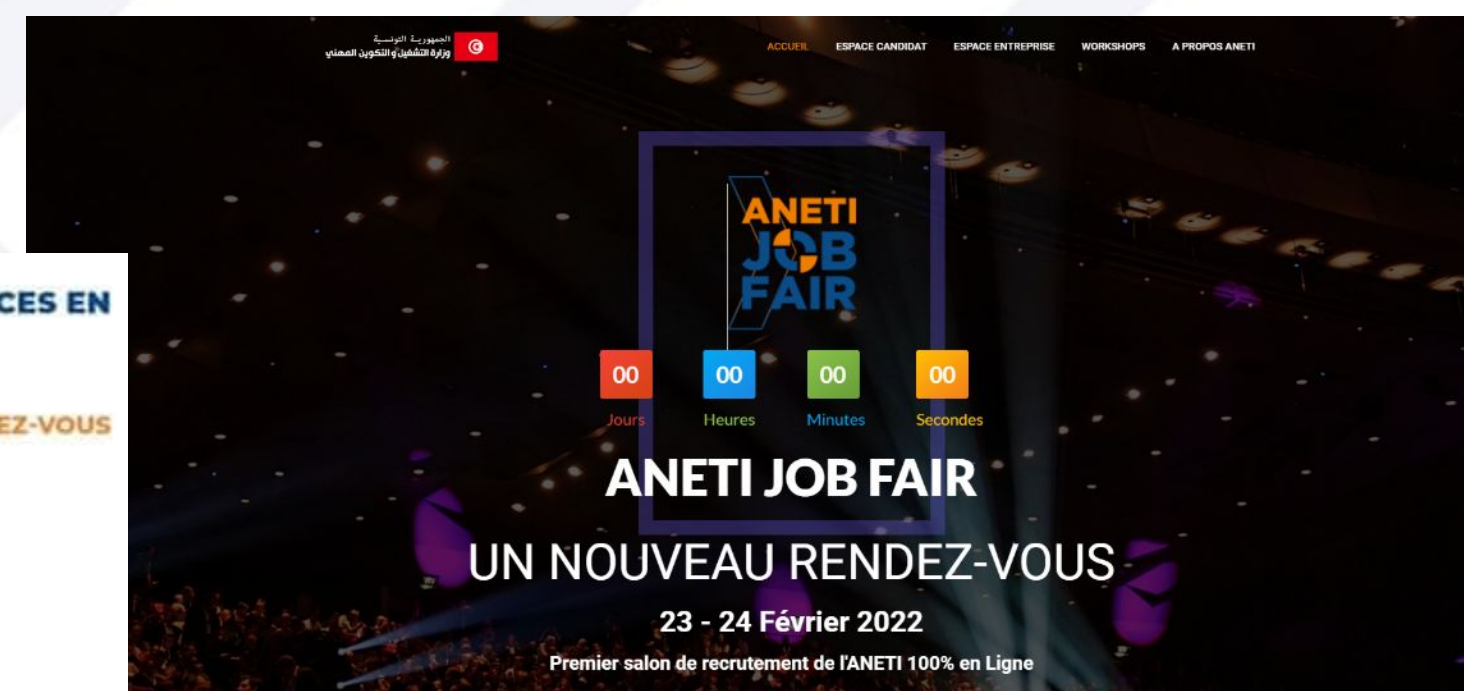 الجمهورية التونسية
وزارة التشغيل و التكوين المهني
ACCUEIL ESPACE CANDIDAT ESPACE ENTREPRISE WORKSHOPS A PROPOS ANETI
ANETI
JOB
FAIR
00 00 00 00
Jours Heures Minutes Secondes
ANETI JOB FAIR
UN NOUVEAU RENDEZ-VOUS
23 - 24 Février 2022
Premier salon de recrutement de l'ANETI 100% en Ligne
CES EN
EZ-VOUS